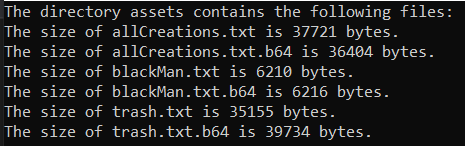 The directory assets contains the following files:
The size of allCreations.txt is 37721 bytes.
The size of allCreations.txt.b64 is 36404 bytes.
The size of blackMan.txt is 6210 bytes.
The size of blackMan.txt.b64 is 6216 bytes.
The size of trash.txt is 35155 bytes.
The size of trash.txt.b64 is 39734 bytes.